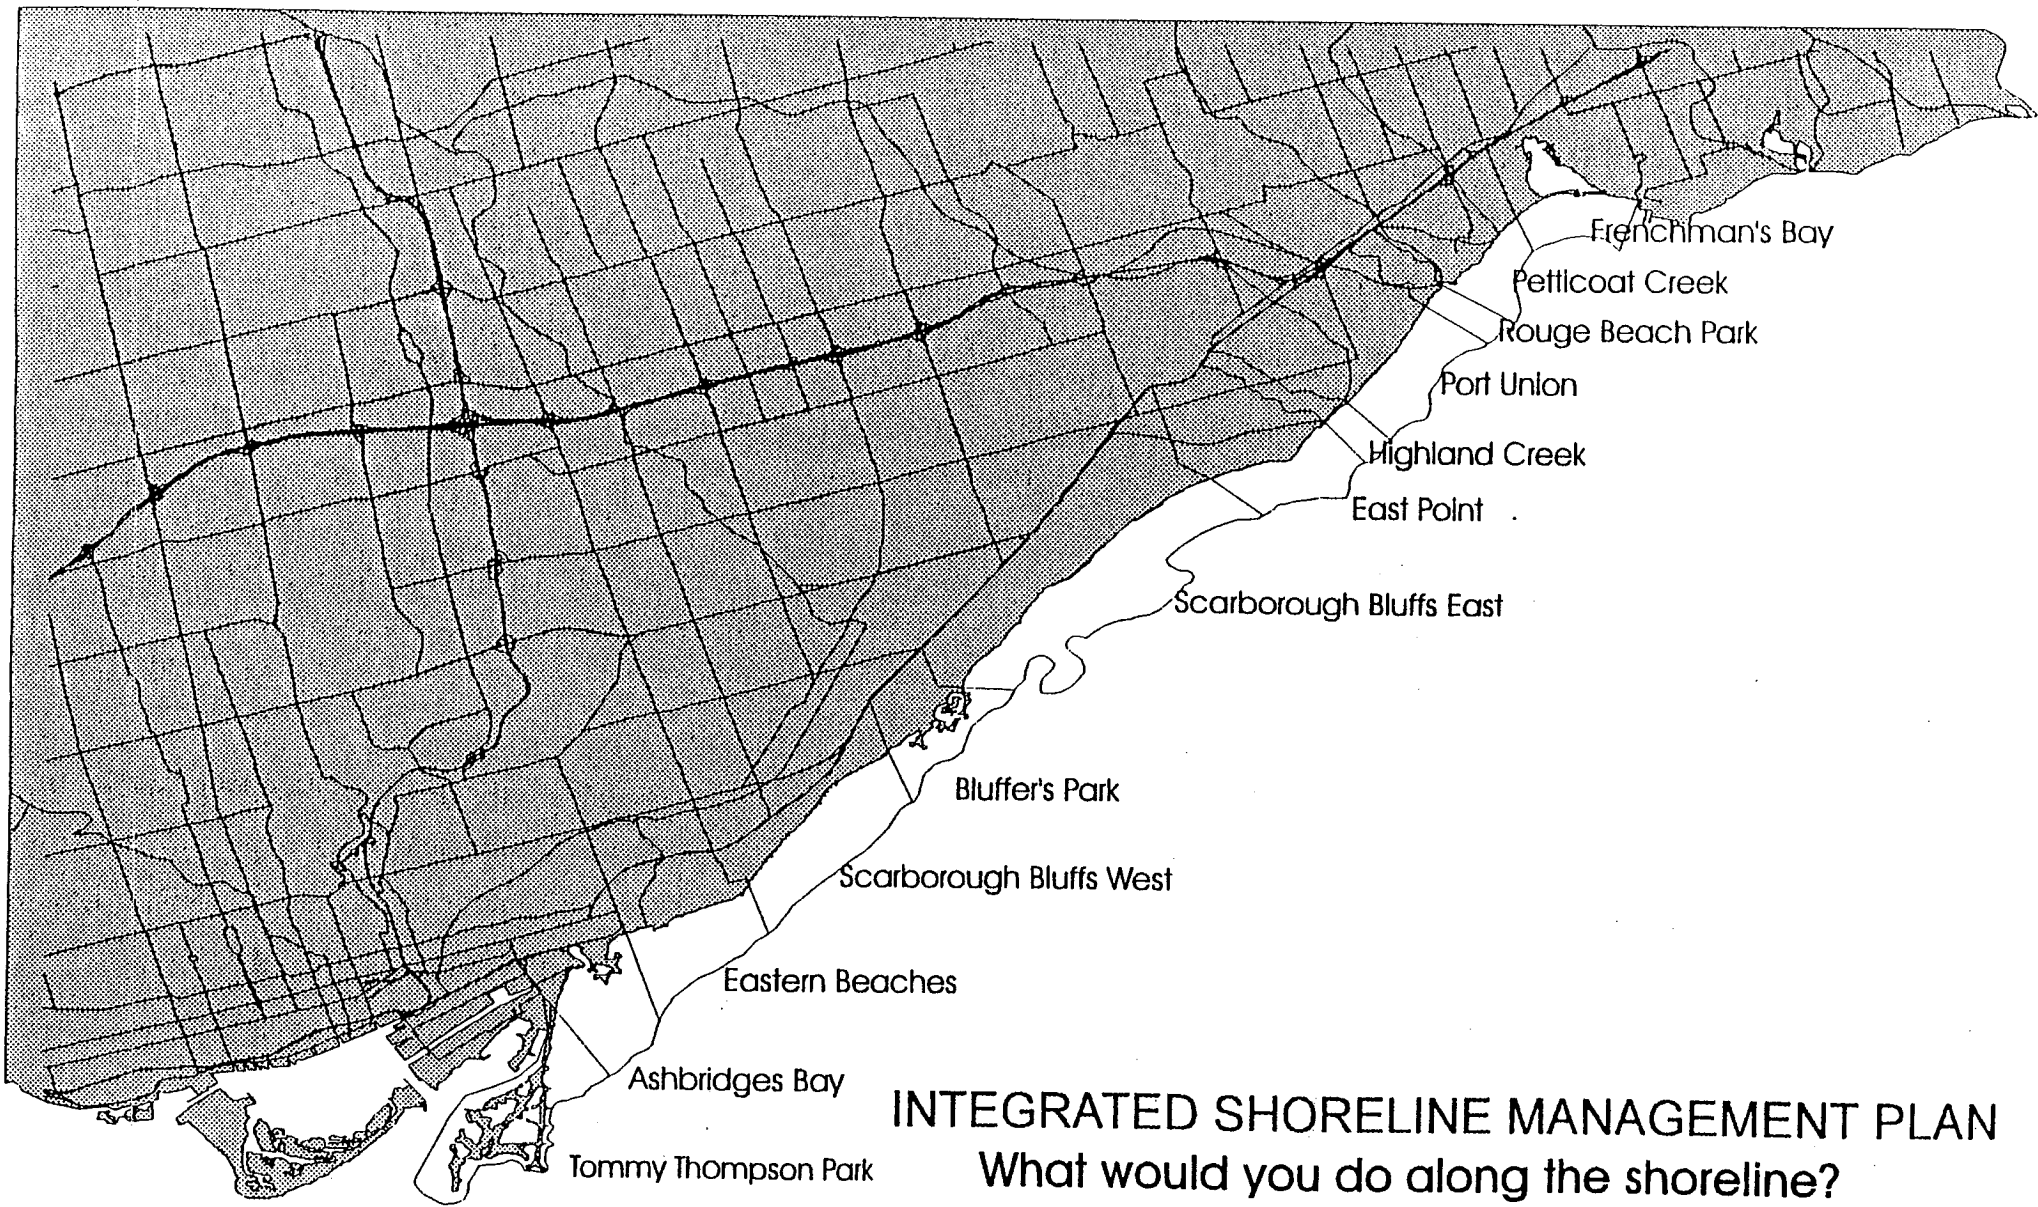 Frenchman's Bay
Petticoat Creek
Rouge Beach Park
Port Union
Highland Creek
East Point
Scarborough Bluffs East
Bluffer's Park
Scarborough Bluffs West
Eastern Beaches
Ashbridges Bay
Tommy Thompson Park
INTEGRATED SHORELINE MANAGEMENT PLAN
What would you do along the shoreline?